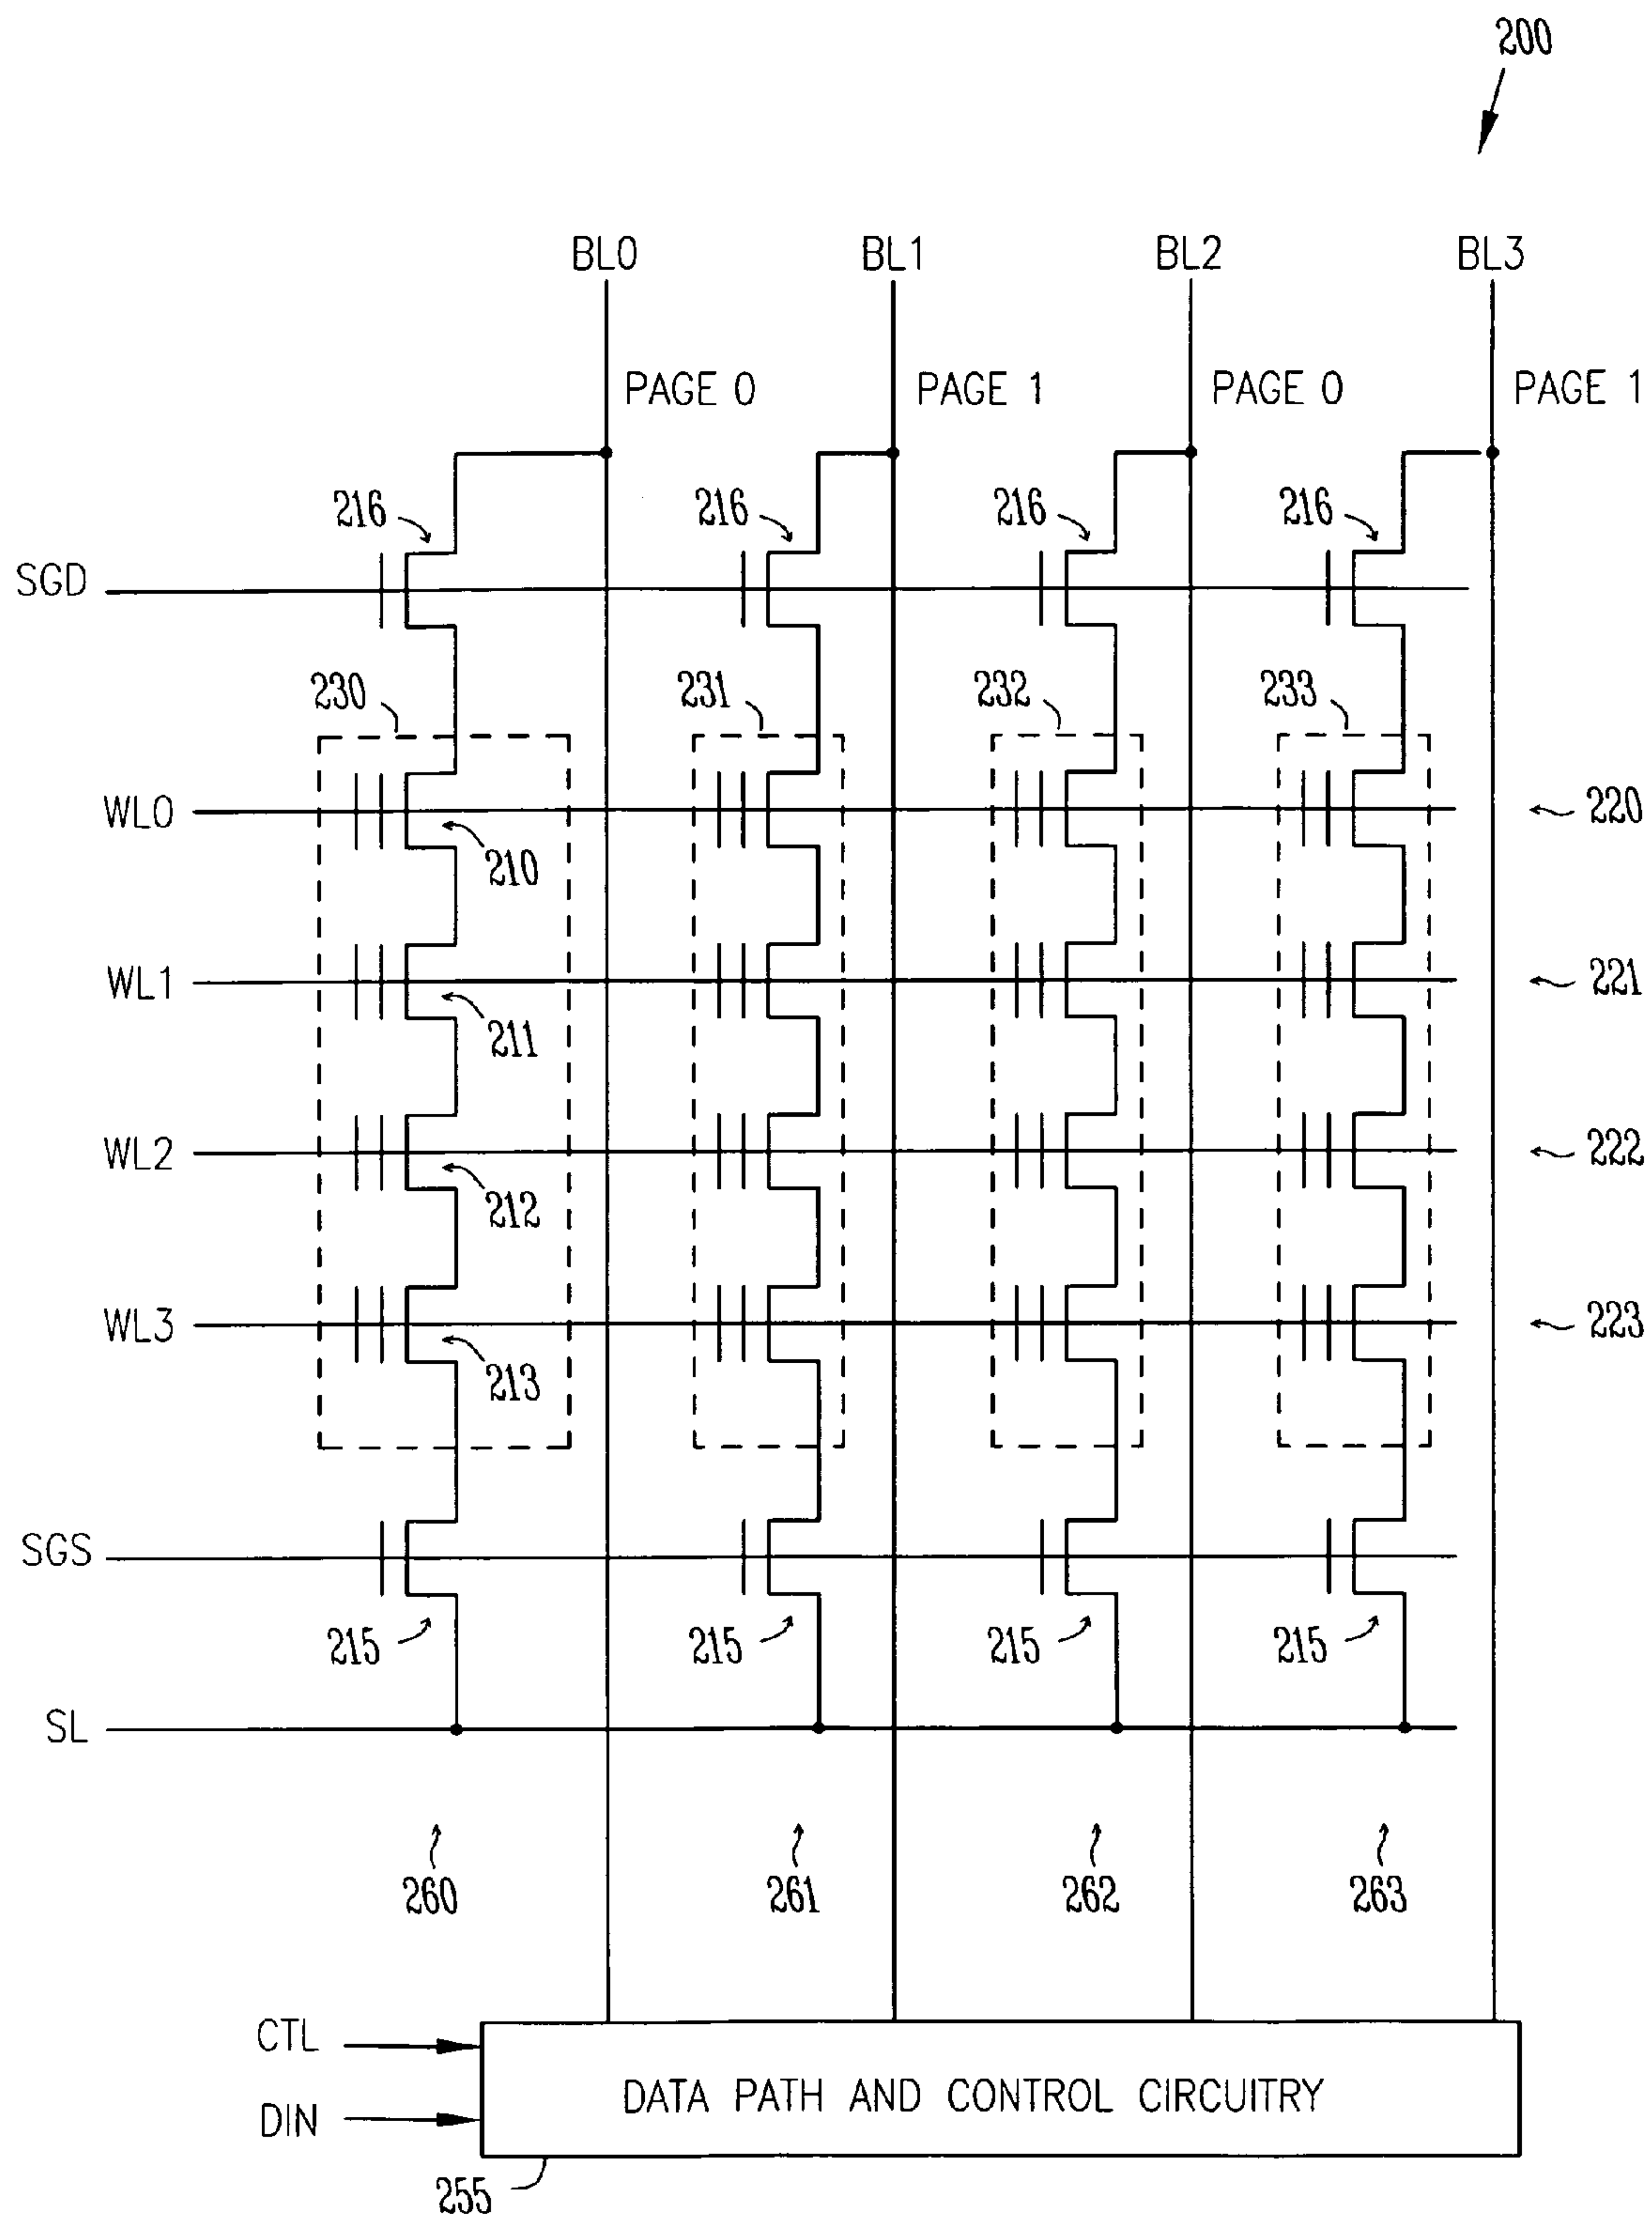 200
BL0 BL1 BL2 BL3
PAGE 0 PAGE 1 PAGE 0 PAGE 1
216 216 216 216
SGD
230 231 232 233
WL0 220
210
WL1 221
211
WL2 222
212
WL3 223
213
SGS
215 215 215 215
SL
260 261 262 263
CTL
DATA PATH AND CONTROL CIRCUITRY
DIN
255